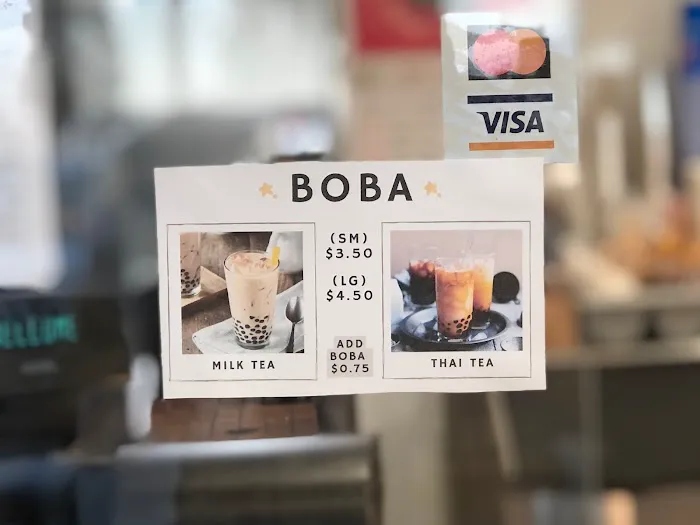 VISA
BOBA
(SM)
$3.50
(LG)
$4.50
ADD
BOBA
$0.75
MILK TEA
THAI TEA